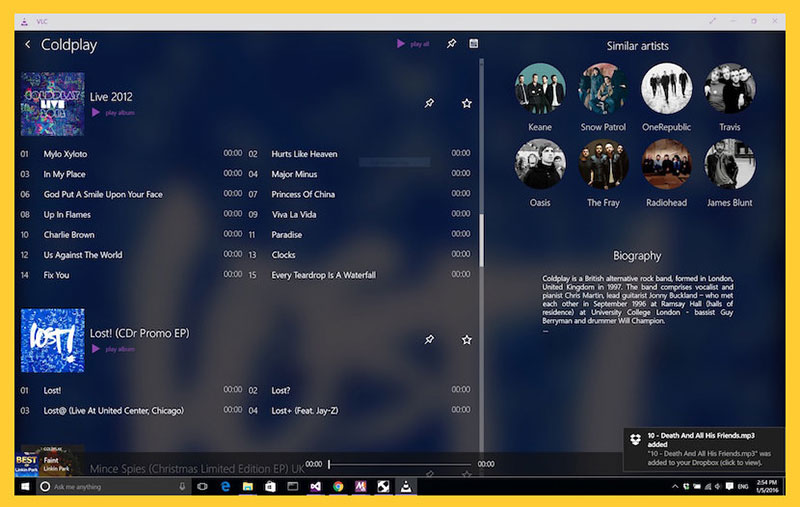 VLC
Coldplay
play all
COLDPLAY
LIVE
2012
Live 2012
play album
01 Mylo Xyloto 00:00 02 Hurts Like Heaven 00:00
03 In My Place 00:00 04 Major Minus 00:00
06 God Put A Smile Upon Your Face 00:00 07 Princess Of China 00:00
08 Up In Flames 00:00 09 Viva La Vida 00:00
10 Charlie Brown 00:00 11 Paradise 00:00
12 Us Against The World 00:00 13 Clocks 00:00
14 Fix You 00:00 15 Every Teardrop Is A Waterfall 00:00
LOST!
Lost! (CDr Promo EP)
play album
01 Lost! 00:00 02 Lost? 00:00
03 Lost@ (Live At United Center, Chicago) 00:00 04 Lost+ (Feat. Jay-Z) 00:00
COLDPLAY
BEST
OF
Linkin Park
Faint
Linkin Park
Mince Spies (Christmas Limited Edition EP) UK
00:00
00:00
Similar artists
Keane Snow Patrol OneRepublic Travis
Oasis The Fray Radiohead James Blunt
Biography
Coldplay is a British alternative rock band, formed in London,
United Kingdom in 1997. The band comprises vocalist and
pianist Chris Martin, lead guitarist Jonny Buckland – who met
each other in September 1996 at Ramsay Hall (halls of
residence) at University College London - bassist Guy
Berryman and drummer Will Champion.
...
10 - Death And All His Friends.mp3
added
"10 - Death And All His Friends.mp3" was
added to your Dropbox (click to view).
Ask me anything
ENG
2:54 PM
1/5/2016